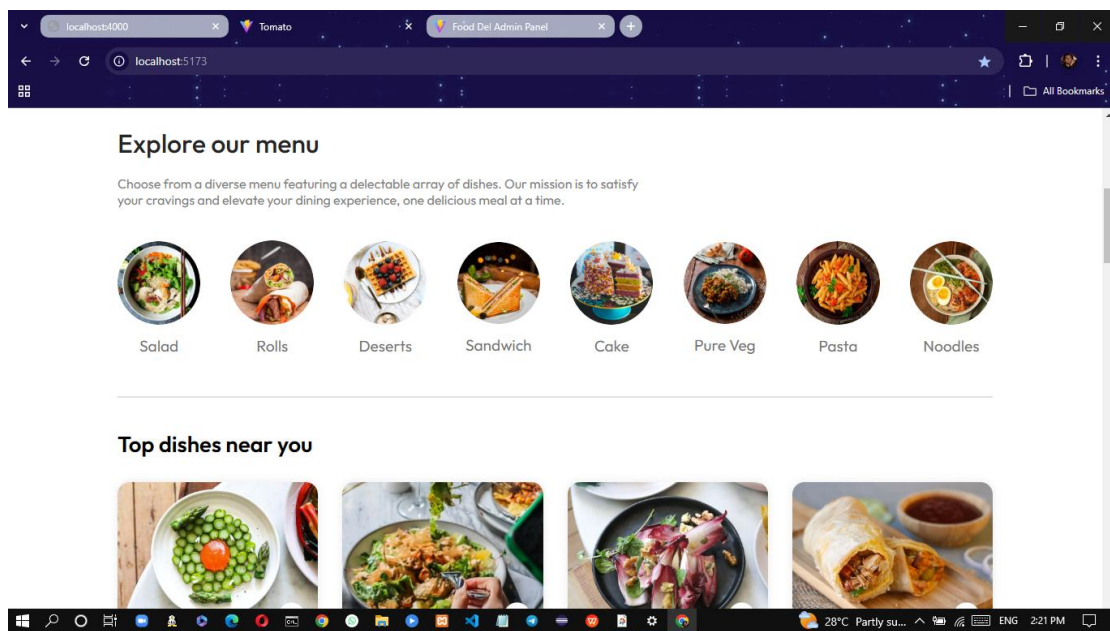 localhost:4000
Tomato
Food Del Admin Panel
localhost:5173
All Bookmarks
Explore our menu
Choose from a diverse menu featuring a delectable array of dishes. Our mission is to satisfy
your cravings and elevate your dining experience, one delicious meal at a time.
Salad Rolls Deserts Sandwich Cake Pure Veg Pasta Noodles
Top dishes near you
28°C Partly su... ENG 2:21 PM